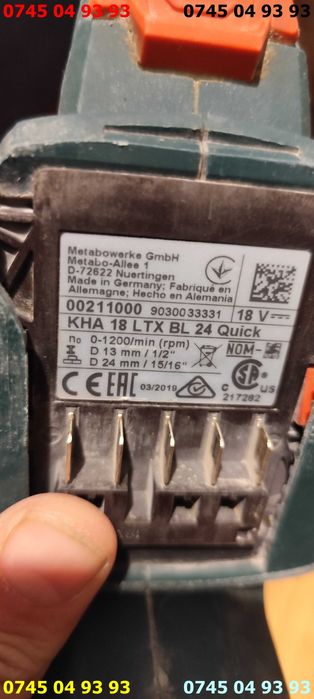 0745 04 93 93 0745 04 93 93
Metabowerke GmbH
Metabo-Allee 1
D-72622 Nuertingen
Made in Germany; Fabriqué en
Allemagne; Hecho en Alemania
00211000 9030033331 18 V
KHA 18 LTX BL 24 Quick
n0 0-1200/min (rpm)
D 13 mm / 1/2"
D 24 mm / 15/16"
NOM-
CE EAC 03/2019 C US
217282
0745 04 93 93 0745 04 93 93